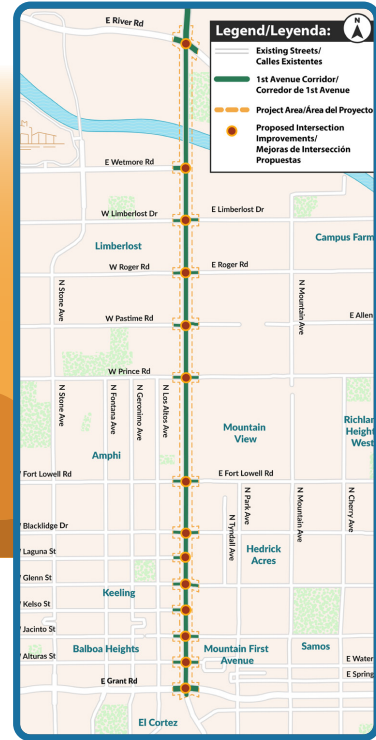 E River Rd
Legend/Leyenda:
N
Existing Streets/
Calles Existentes
1st Avenue Corridor/
Corredor de 1st Avenue
Project Area/Área del Proyecto
Proposed Intersection
Improvements/
Mejoras de Intersección
Propuestas
E Wetmore Rd
W Limberlost Dr
E Limberlost Dr
Limberlost
Campus Farm
W Roger Rd
E Roger Rd
N Stone Ave
N Mountain Ave
W Pastime Rd
E Allen
W Prince Rd
N Stone Ave
N Fontana Ave
N Geronimo Ave
N Los Altos Ave
Mountain
View
Richlan
Height
West
Amphi
Fort Lowell Rd
E Fort Lowell Rd
N Park Ave
N Tyndall Ave
N Mountain Ave
N Cherry Ave
Blacklidge Dr
Laguna St
Hedrick
Acres
Glenn St
Keeling
Kelso St
Jacinto St
Balboa Heights
Mountain First
Avenue
Samos
Alturas St
E Water
E Spring
E Grant Rd
El Cortez